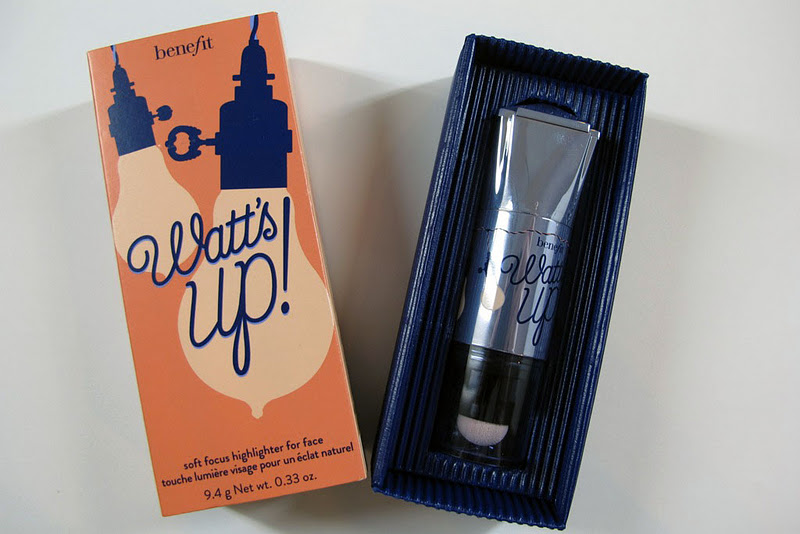 benefit
Watt's
up!
soft focus highlighter for face
touche lumière visage pour un éclat naturel
9.4 g Net wt. 0.33 oz.
benefit
Watt
up